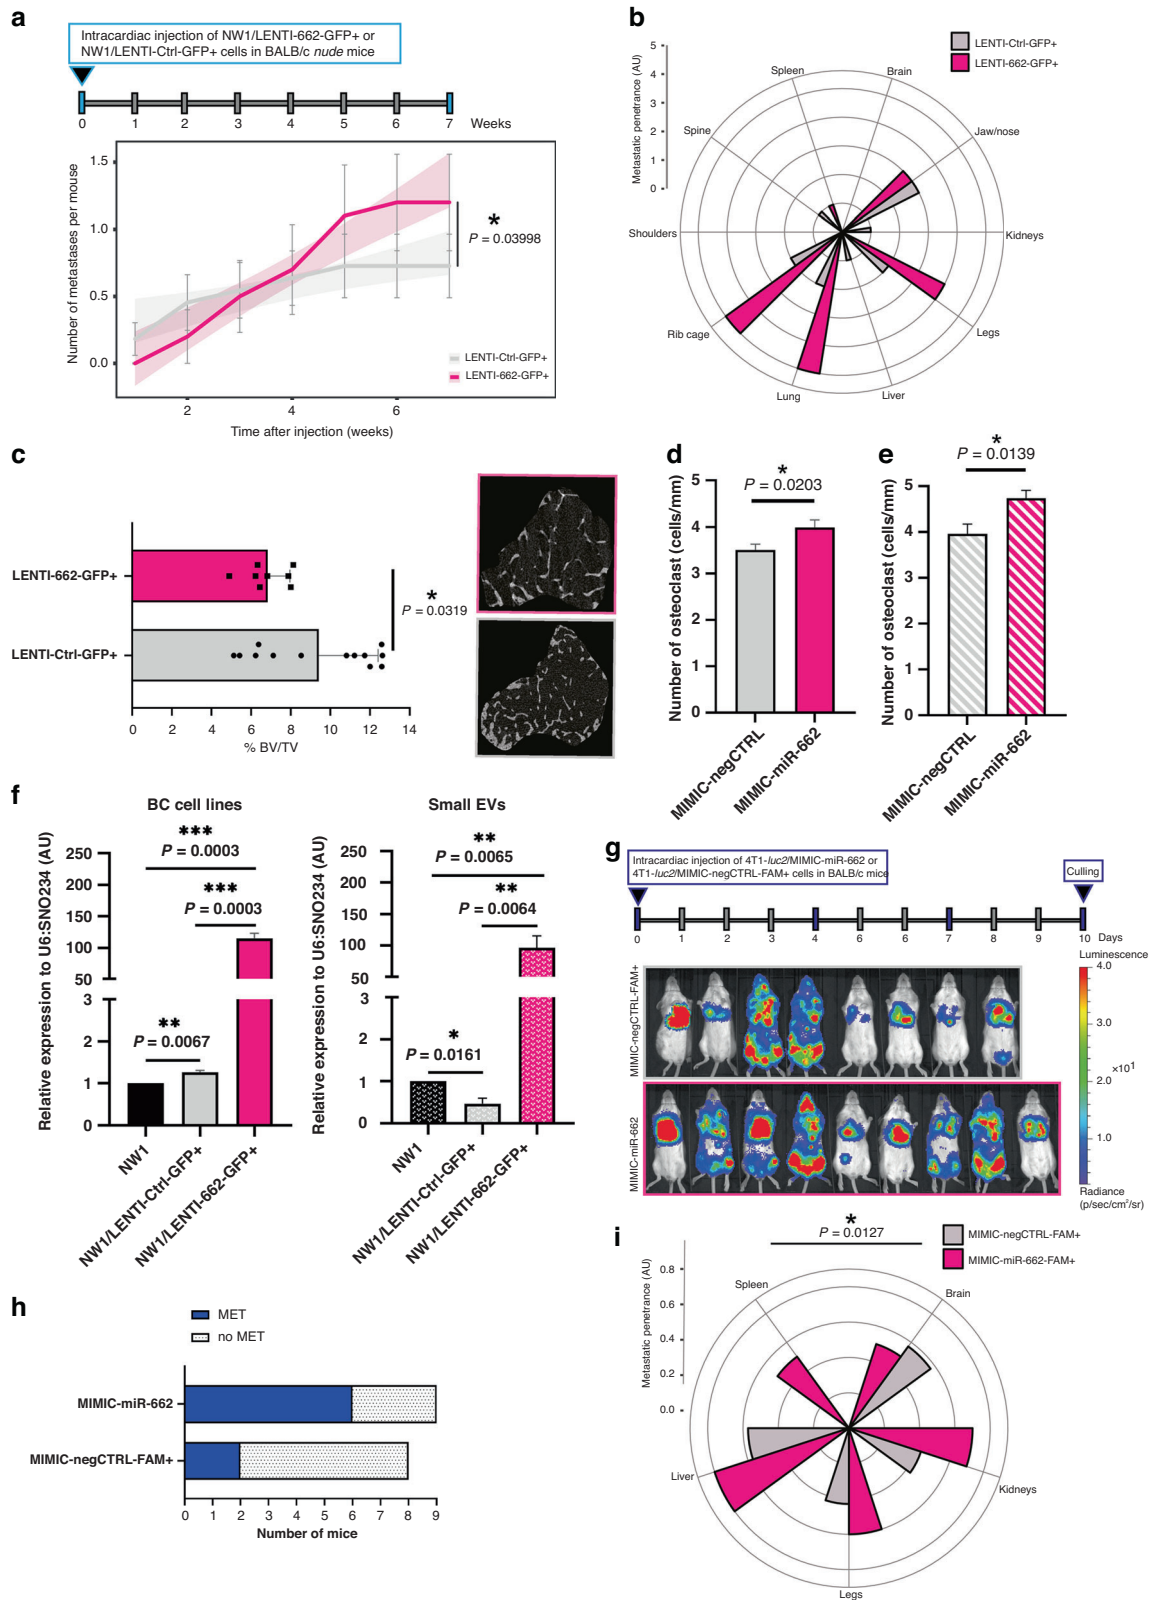 a
Intracardiac injection of NW1/LENTI-662-GFP+ or
NW1/LENTI-Ctrl-GFP+ cells in BALB/c nude mice
0 1 2 3 4 5 6 7 Weeks
Number of metastases per mouse
1.5
1.0
0.5
0.0
*
P = 0.03998
LENTI-Ctrl-GFP+
LENTI-662-GFP+
2 4 6
Time after injection (weeks)
b
Metastatic penetrance (AU)
5
4
3
2
1
0
LENTI-Ctrl-GFP+
LENTI-662-GFP+
Spleen
Brain
Spine
Jaw/nose
Shoulders
Kidneys
Rib cage
Legs
Lung
Liver
c
LENTI-662-GFP+
LENTI-Ctrl-GFP+
*
P = 0.0319
0 2 4 6 8 10 12 14
% BV/TV
d
*
P = 0.0203
Number of osteoclast (cells/mm)
5
4
3
2
1
0
MIMIC-negCTRL
MIMIC-miR-662
e
*
P = 0.0139
Number of osteoclast (cells/mm)
5
4
3
2
1
0
MIMIC-negCTRL
MIMIC-miR-662
f
BC cell lines
Relative expression to U6:SNO234 (AU)
250
200
150
100
50
3
2
1
0
***
P = 0.0003
***
P = 0.0003
**
P = 0.0067
NW1
NW1/LENTI-Ctrl-GFP+
NW1/LENTI-662-GFP+
Small EVs
Relative expression to U6:SNO234 (AU)
250
200
150
100
50
3
2
1
0
**
P = 0.0065
**
P = 0.0064
*
P = 0.0161
NW1
NW1/LENTI-Ctrl-GFP+
NW1/LENTI-662-GFP+
g
Intracardiac injection of 4T1-luc2/MIMIC-miR-662 or
4T1-luc2/MIMIC-negCTRL-FAM+ cells in BALB/c mice
Culling
0 1 2 3 4 6 6 7 8 9 10 Days
MIMIC-negCTRL-FAM+
MIMIC-miR-662
Luminescence
4.0
3.0
×10¹
2.0
1.0
Radiance
(p/sec/cm²/sr)
h
MET
no MET
MIMIC-miR-662
MIMIC-negCTRL-FAM+
0 1 2 3 4 5 6 7 8 9
Number of mice
i
*
P = 0.0127
MIMIC-negCTRL-FAM+
MIMIC-miR-662-FAM+
Metastatic penetrance (AU)
0.8
0.6
0.4
0.2
0.0
Spleen
Brain
Liver
Kidneys
Legs